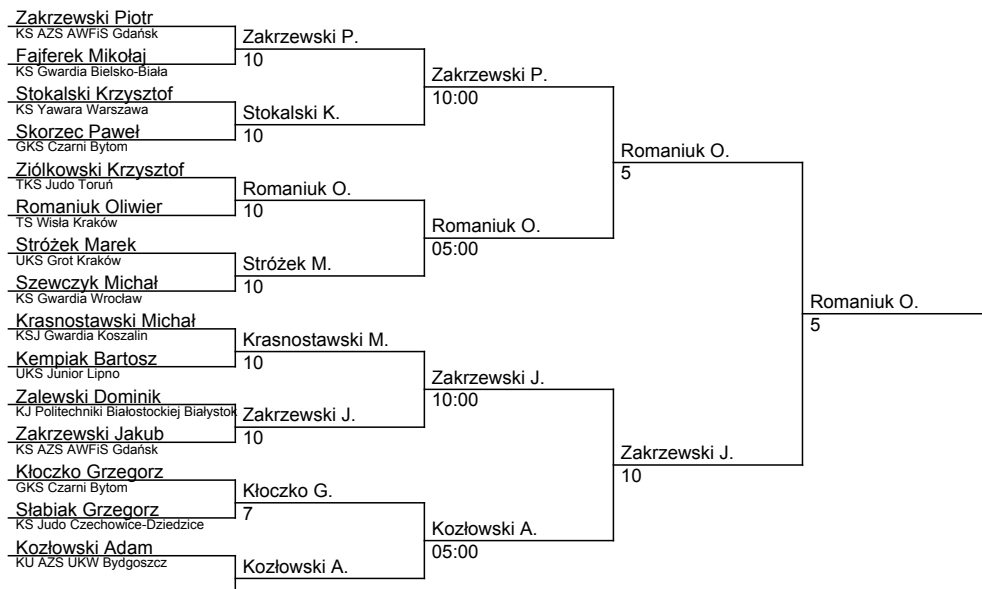 Zakrzewski Piotr
KS AZS AWFiS Gdańsk
Zakrzewski P.
10
Fajferek Mikołaj
KS Gwardia Bielsko-Biała
Zakrzewski P.
10:00
Stokalski Krzysztof
KS Yawara Warszawa
Stokalski K.
10
Skorzec Paweł
GKS Czarni Bytom
Romaniuk O.
5
Ziólkowski Krzysztof
TKS Judo Toruń
Romaniuk O.
10
Romaniuk Oliwier
TS Wisła Kraków
Romaniuk O.
05:00
Stróżek Marek
UKS Grot Kraków
Stróżek M.
10
Szewczyk Michał
KS Gwardia Wrocław
Romaniuk O.
5
Krasnostawski Michał
KSJ Gwardia Koszalin
Krasnostawski M.
10
Kempiak Bartosz
UKS Junior Lipno
Zakrzewski J.
10:00
Zalewski Dominik
KJ Politechniki Białostockiej Białystok
Zakrzewski J.
10
Zakrzewski Jakub
KS AZS AWFiS Gdańsk
Zakrzewski J.
10
Kłoczko Grzegorz
GKS Czarni Bytom
Kłoczko G.
7
Słabiak Grzegorz
KS Judo Czechowice-Dziedzice
Kozłowski A.
05:00
Kozłowski Adam
KU AZS UKW Bydgoszcz
Kozłowski A.